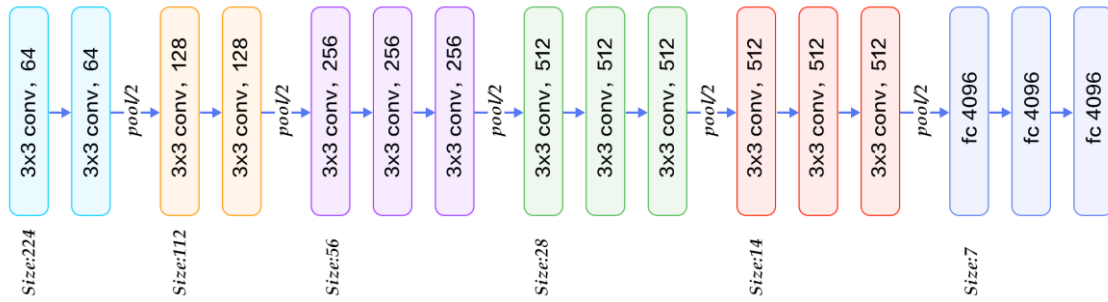 3x3 conv, 64
3x3 conv, 64
pool/2
3x3 conv, 128
3x3 conv, 128
pool/2
3x3 conv, 256
3x3 conv, 256
3x3 conv, 256
pool/2
3x3 conv, 512
3x3 conv, 512
3x3 conv, 512
pool/2
3x3 conv, 512
3x3 conv, 512
3x3 conv, 512
pool/2
fc 4096
fc 4096
fc 4096
Size:224
Size:112
Size:56
Size:28
Size:14
Size:7